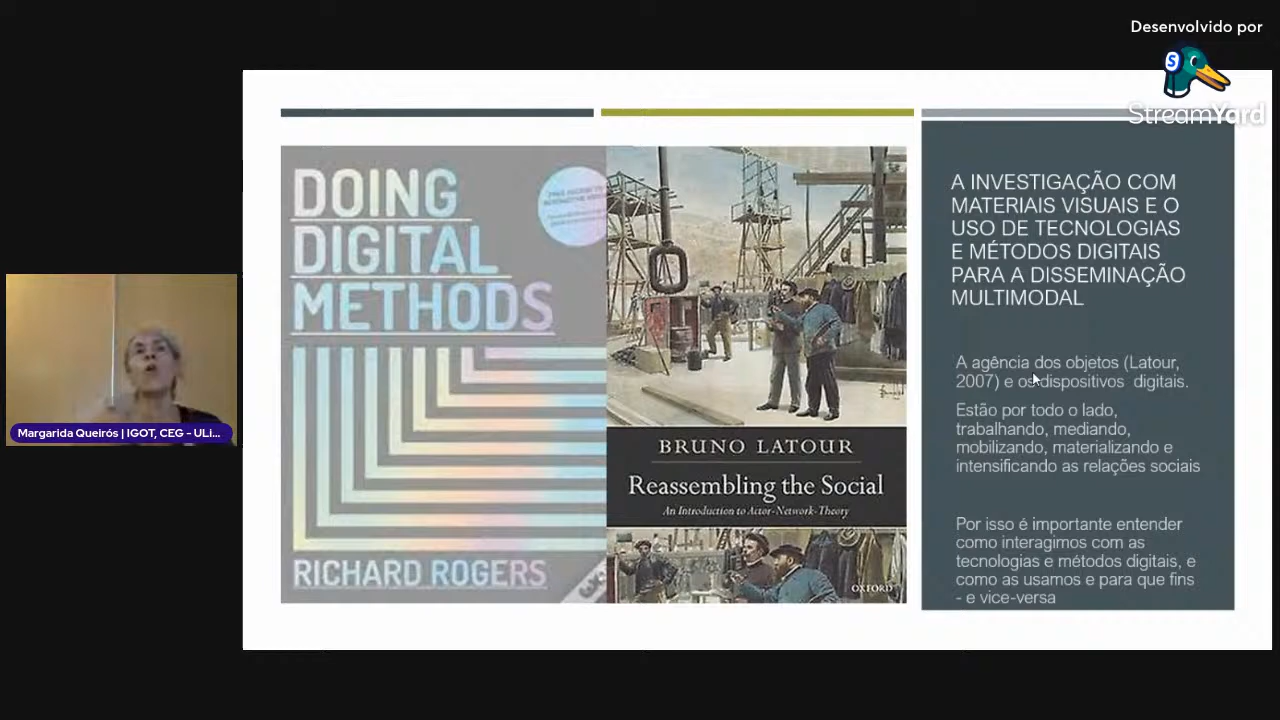 Desenvolvido por
StreamYard
DOING
DIGITAL
METHODS
RICHARD ROGERS
BRUNO LATOUR
Reassembling the Social
An Introduction to Actor-Network-Theory
OXFORD
A INVESTIGAÇÃO COM
MATERIAIS VISUAIS E O
USO DE TECNOLOGIAS
E MÉTODOS DIGITAIS
PARA A DISSEMINAÇÃO
MULTIMODAL
A agência dos objetos (Latour,
2007) e os dispositivos digitais.
Estão por todo o lado,
trabalhando, mediando,
mobilizando, materializando e
intensificando as relações sociais
Por isso é importante entender
como interagimos com as
tecnologias e métodos digitais, e
como as usamos e para que fins
- e vice-versa
Margarida Queirós | IGOT, CEG - ULi...